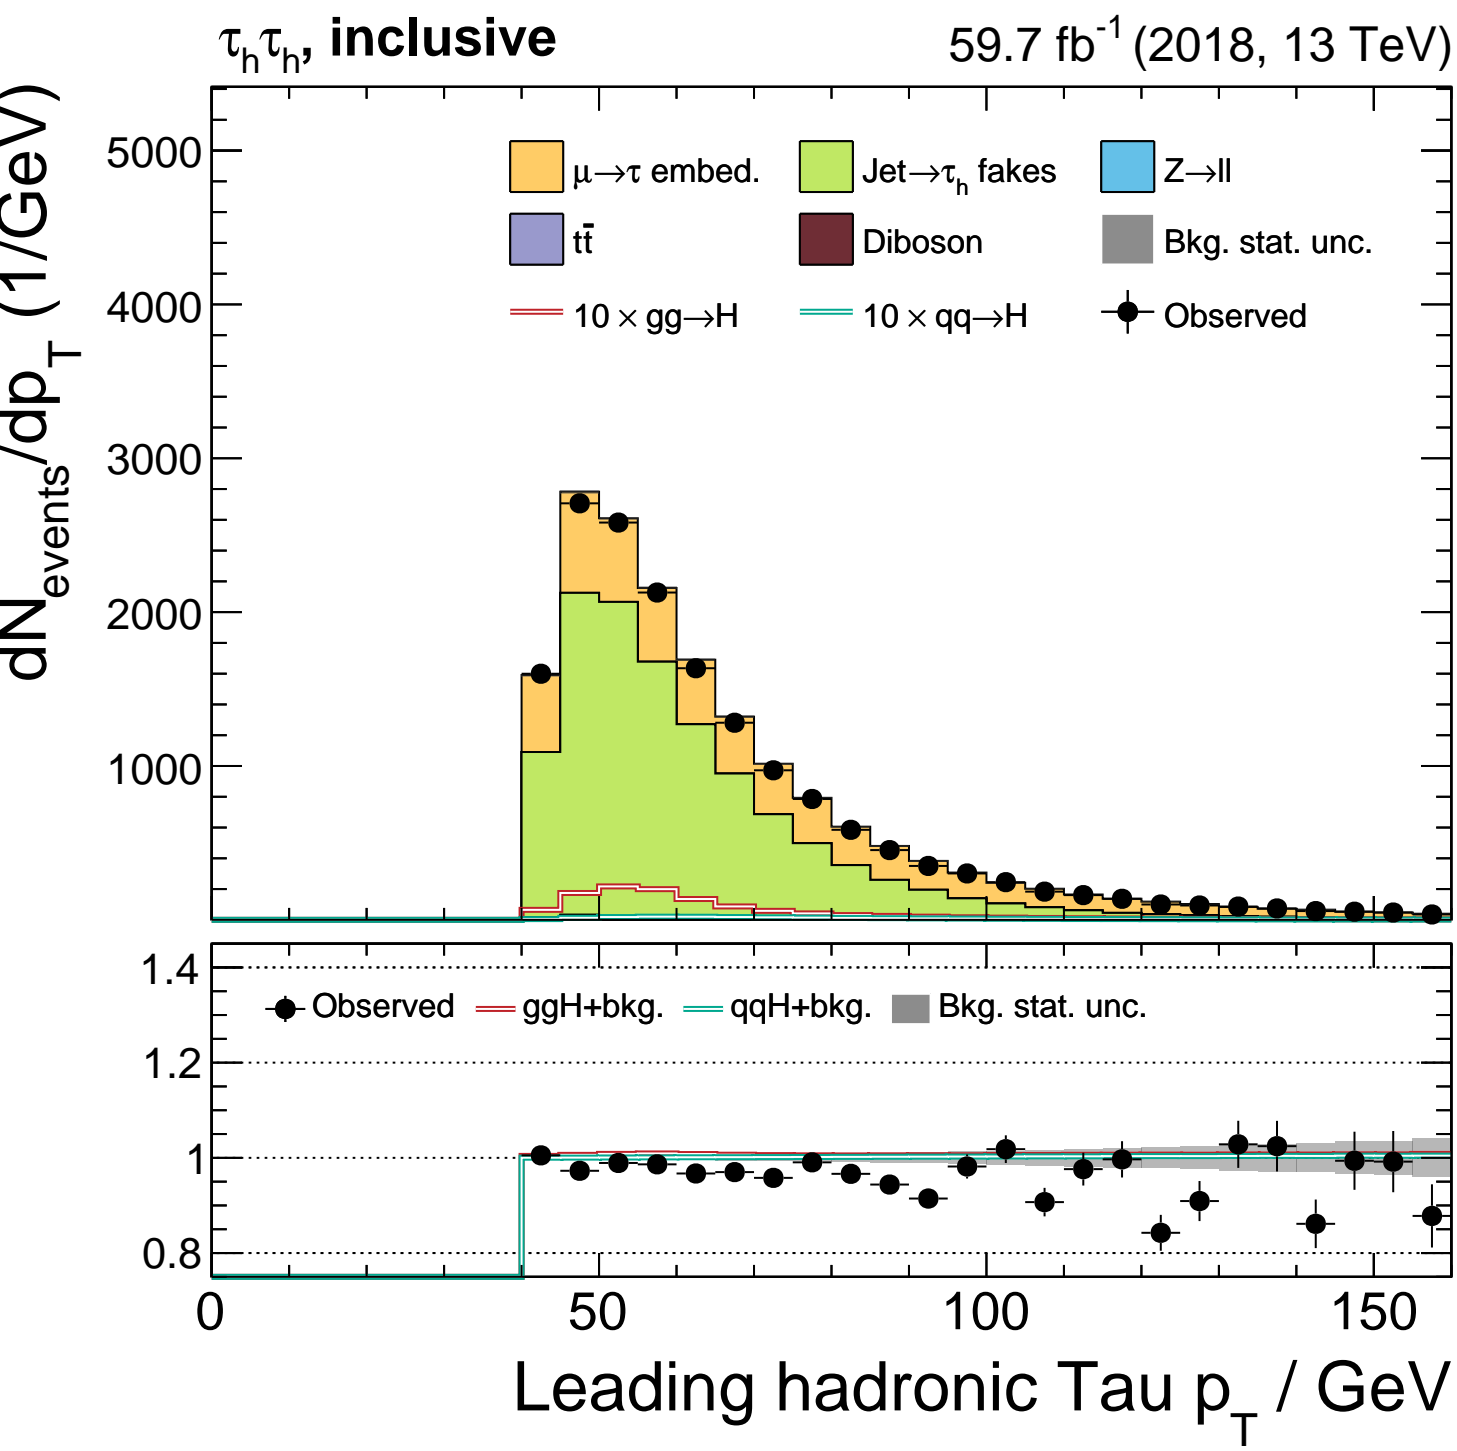 τhτh, inclusive 59.7 fb-1 (2018, 13 TeV)
dNevents/dpT (1/GeV)
5000
4000
3000
2000
1000
μ→τ embed. Jet→τh fakes Z→ll
tt̄ Diboson Bkg. stat. unc.
10 × gg→H 10 × qq→H Observed
1.4
1.2
1
0.8
Observed ggH+bkg. qqH+bkg. Bkg. stat. unc.
0 50 100 150
Leading hadronic Tau pT / GeV